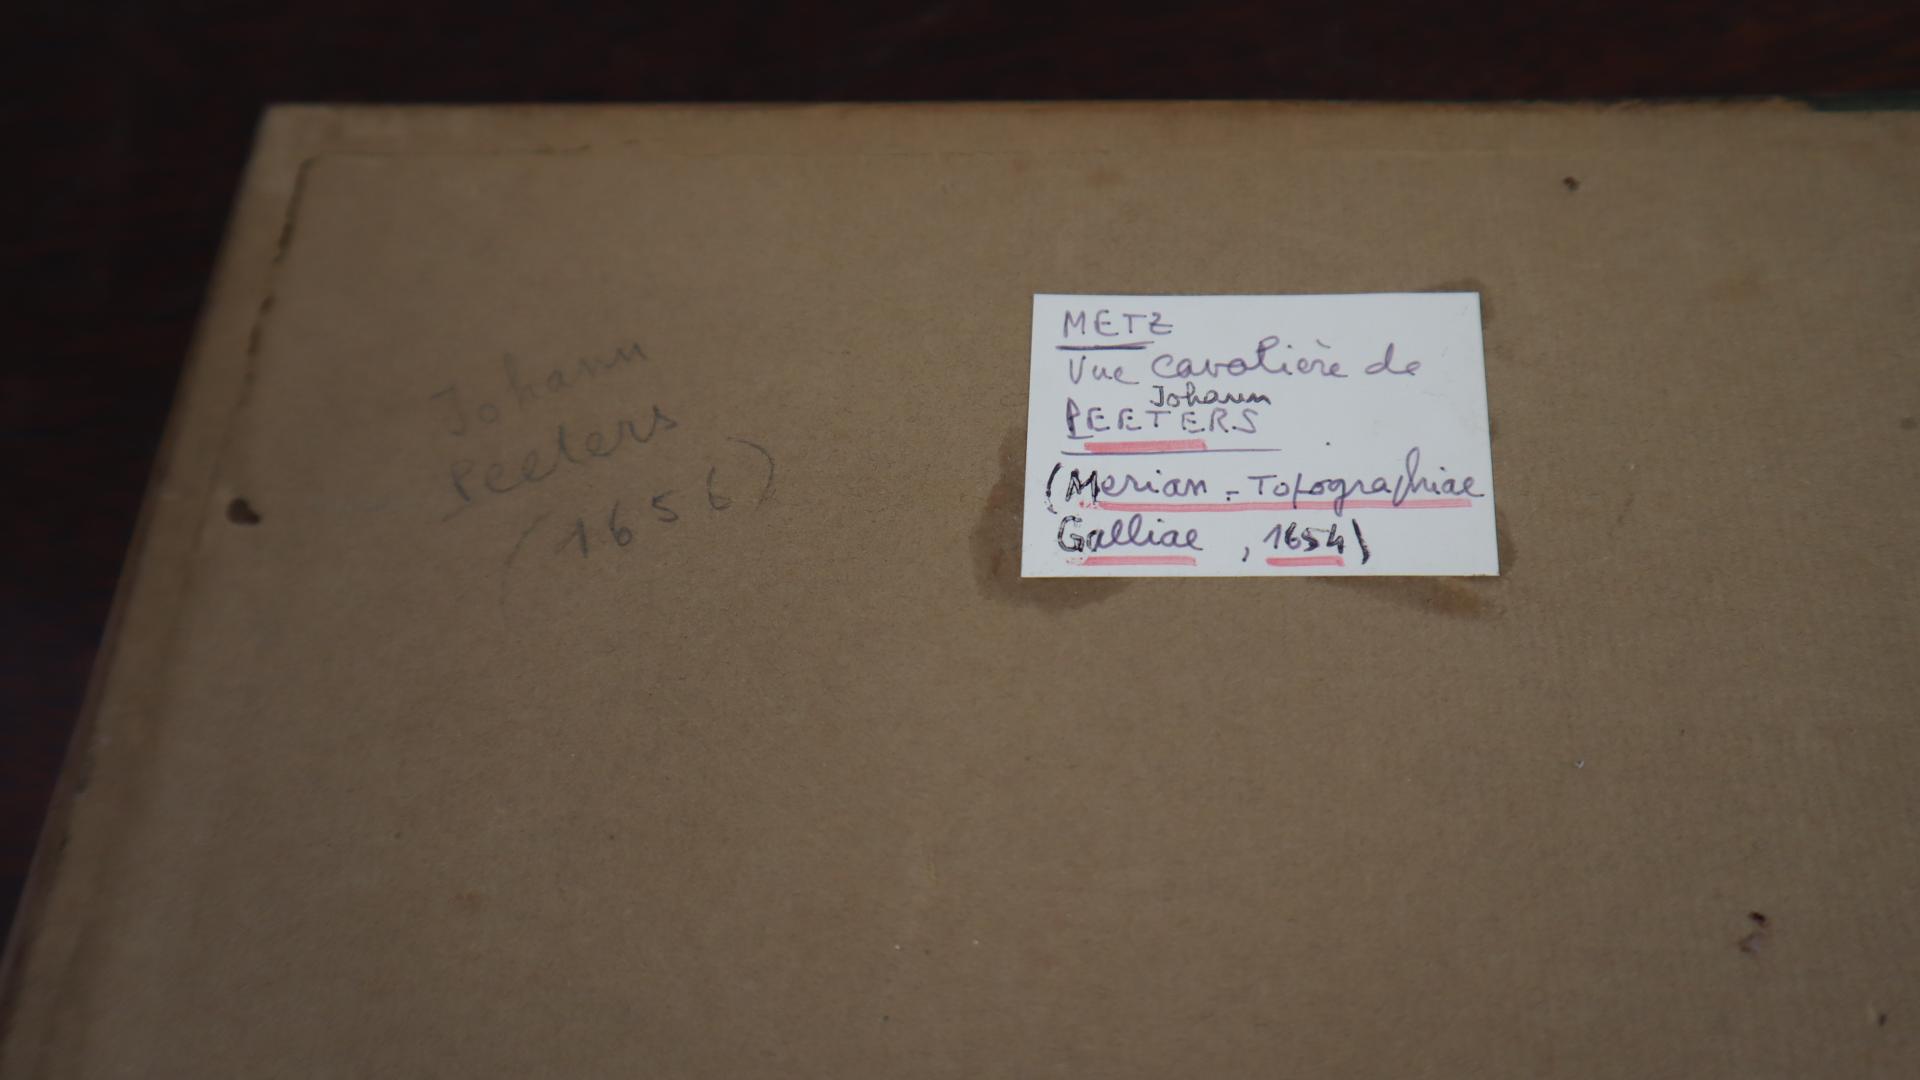 Johann
Peeters
(1656)
METZ
Vue cavalière de
Johann
PEETERS
(Merian - Topographiae
Galliae , 1654)